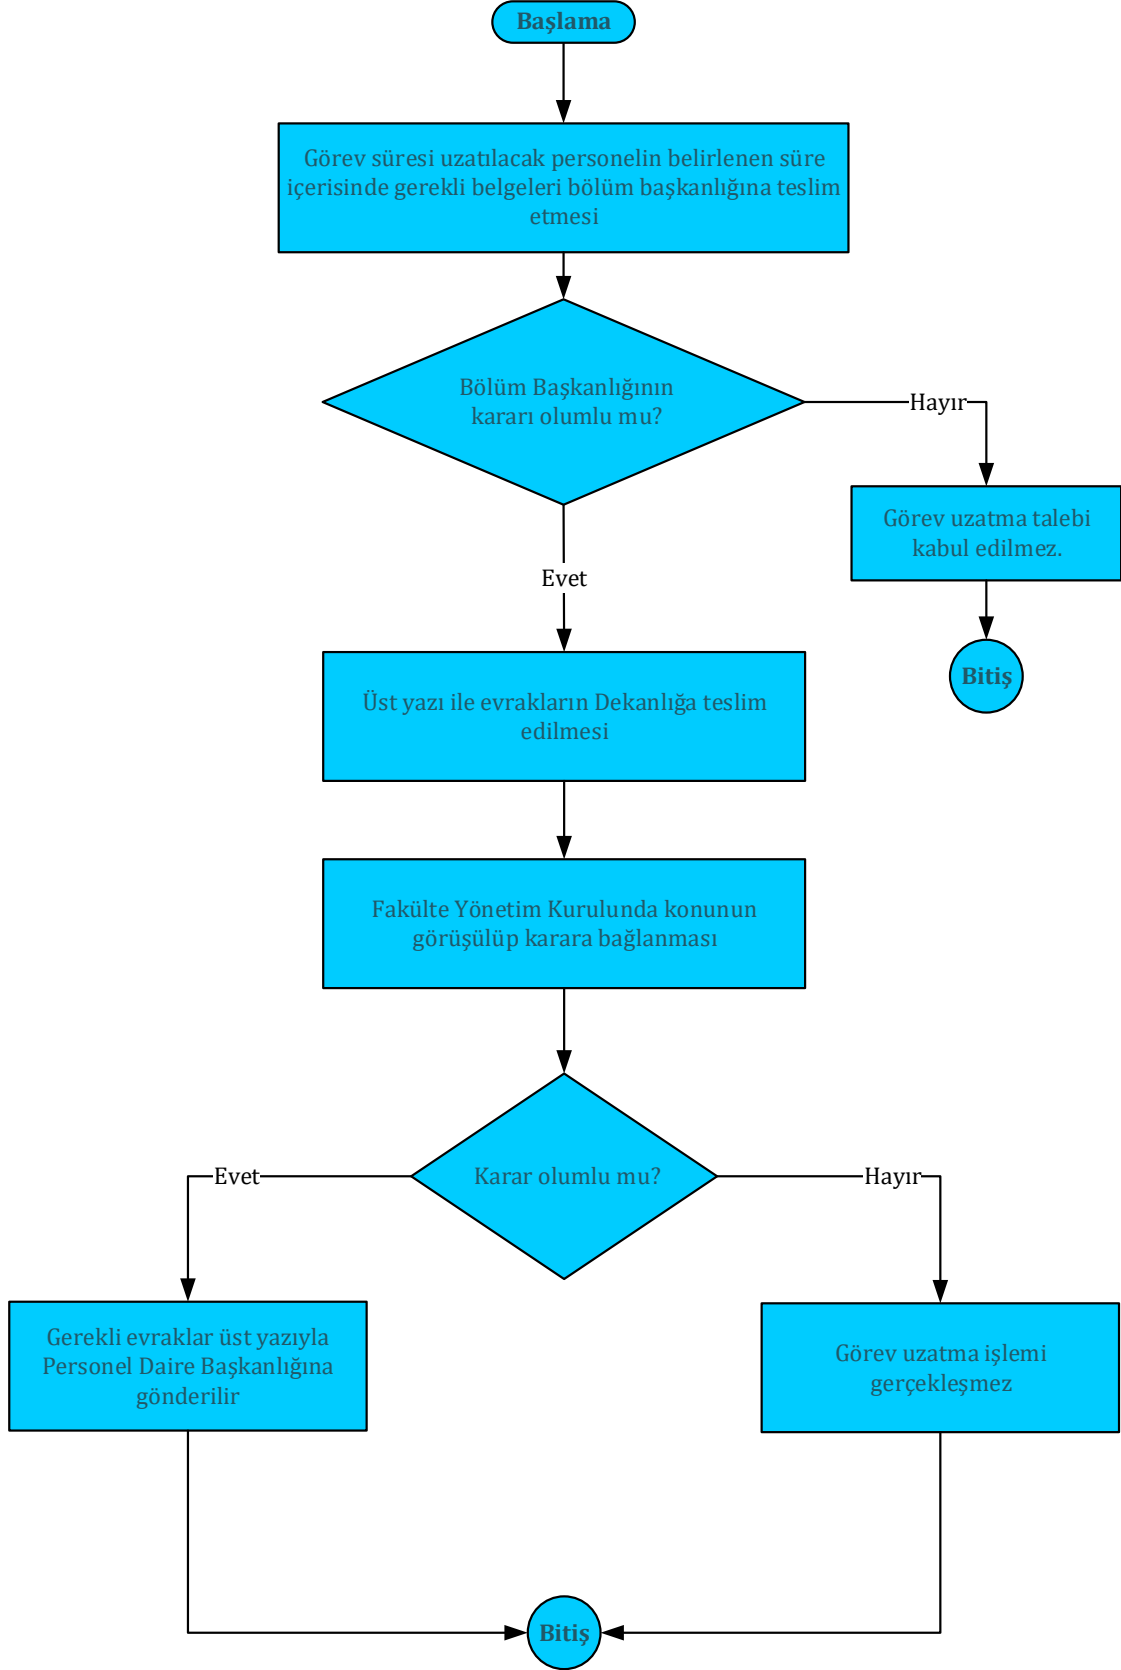 Başlama
Görev süresi uzatılacak personelin belirlenen süre
içerisinde gerekli belgeleri bölüm başkanlığına teslim
etmesi
Bölüm Başkanlığının
kararı olumlu mu?
Hayır
Görev uzatma talebi
kabul edilmez.
Bitiş
Evet
Üst yazı ile evrakların Dekanlığa teslim
edilmesi
Fakülte Yönetim Kurulunda konunun
görüşülüp karara bağlanması
Karar olumlu mu?
Evet
Hayır
Gerekli evraklar üst yazıyla
Personel Daire Başkanlığına
gönderilir
Görev uzatma işlemi
gerçekleşmez
Bitiş